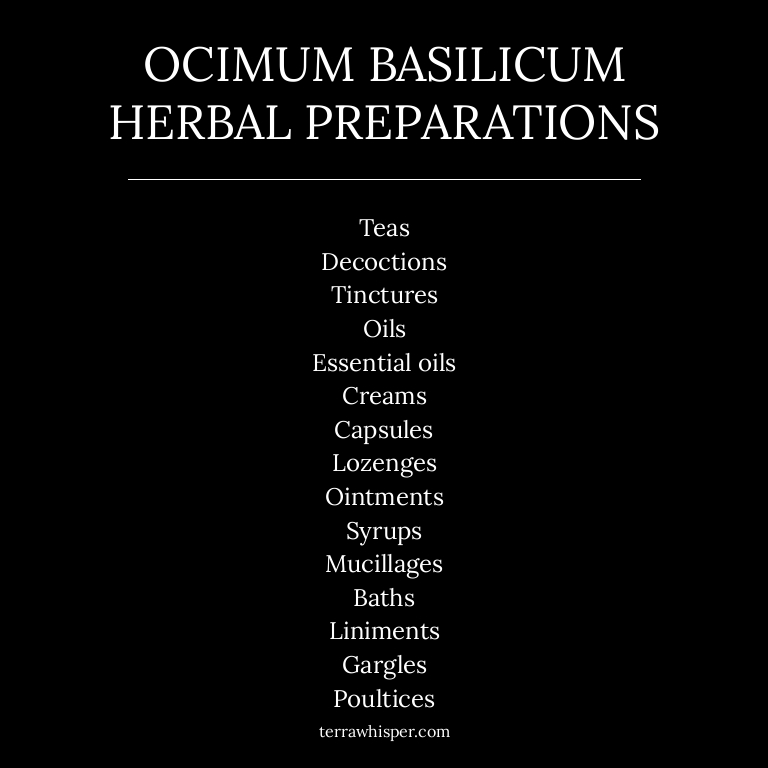 OCIMUM BASILICUM
HERBAL PREPARATIONS
Teas
Decoctions
Tinctures
Oils
Essential oils
Creams
Capsules
Lozenges
Ointments
Syrups
Mucillages
Baths
Liniments
Gargles
Poultices
terrawhisper.com